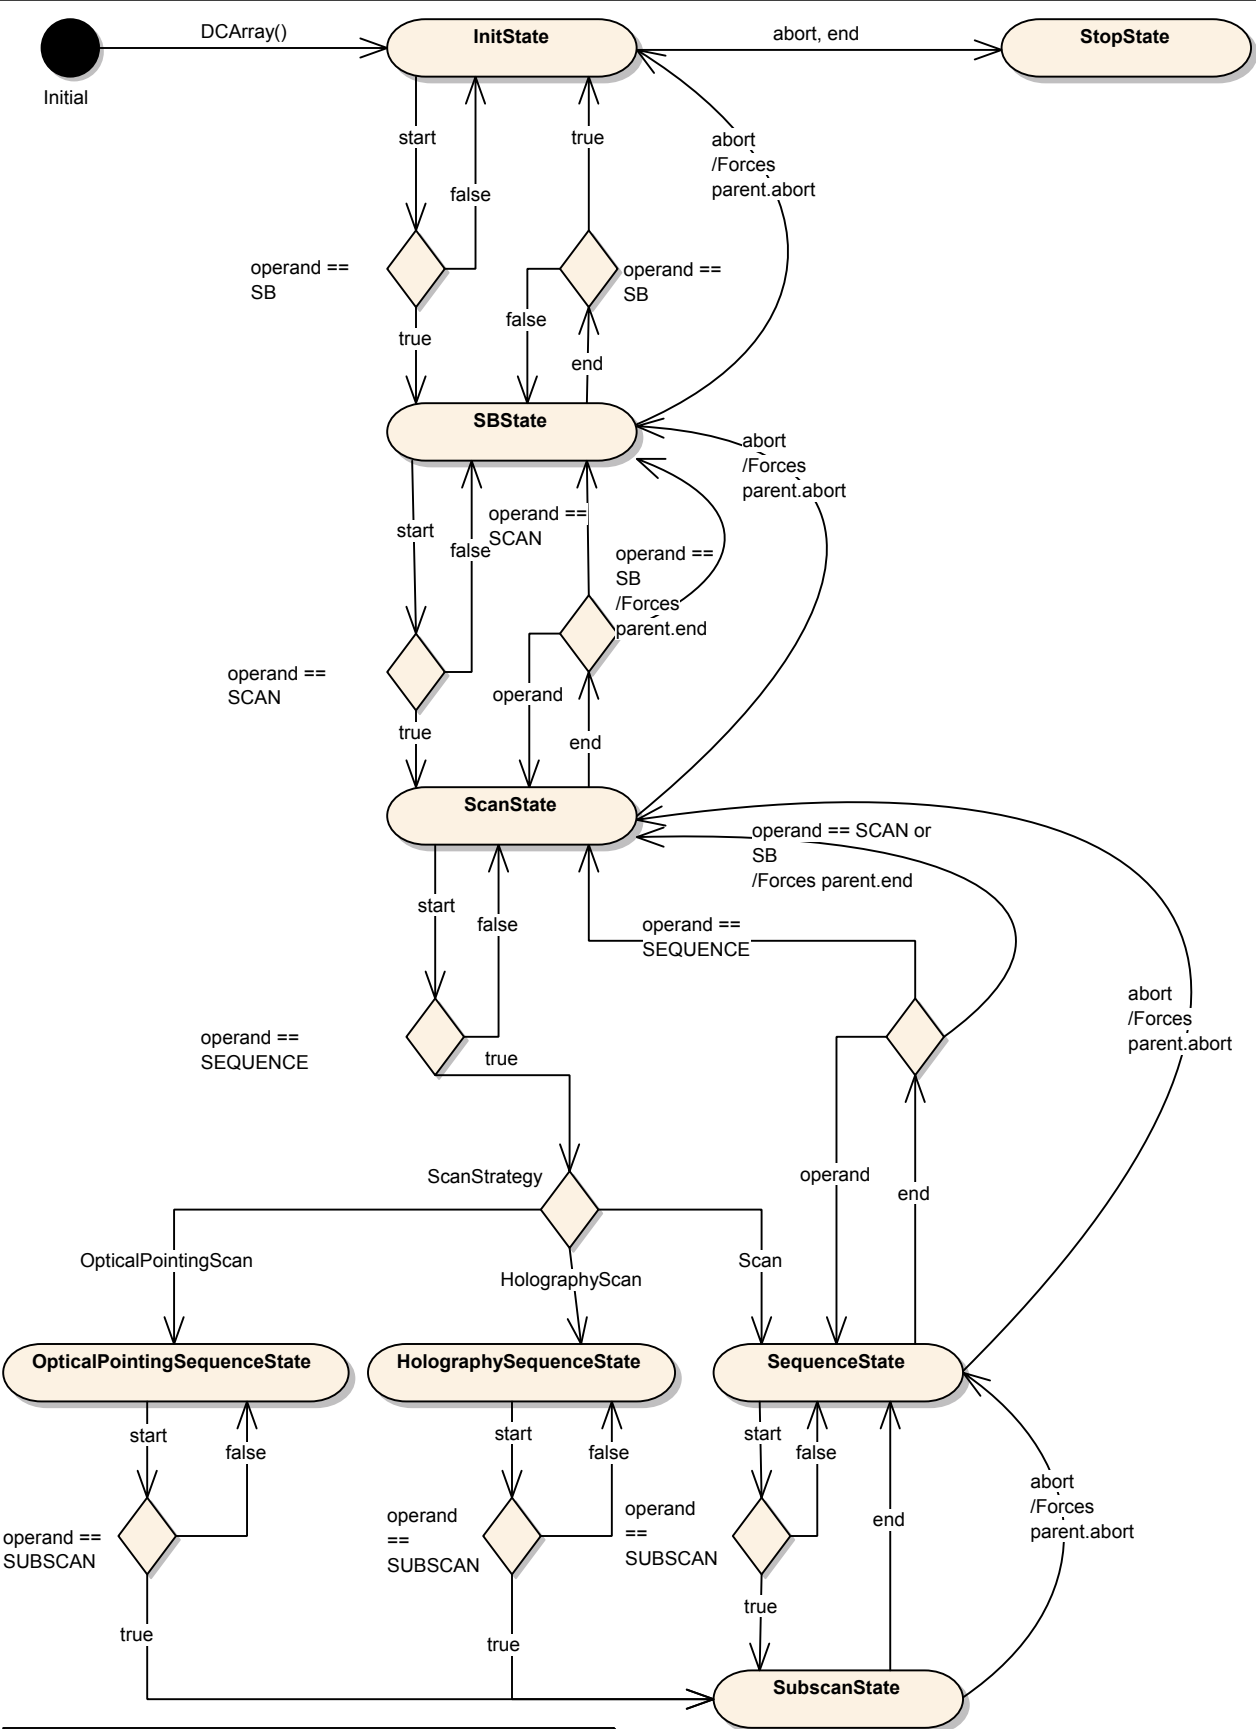 DCArray()
InitState
abort, end
StopState
Initial
start
true
abort
/Forces
parent.abort
false
operand ==
SB
operand ==
SB
true
false
end
SBState
abort
/Forces
parent.abort
start
false
operand ==
SCAN
operand ==
SB
/Forces
parent.end
operand ==
SCAN
operand
true
end
ScanState
operand == SCAN or
SB
/Forces parent.end
start
false
operand ==
SEQUENCE
abort
/Forces
parent.abort
operand ==
SEQUENCE
true
ScanStrategy
operand
end
OpticalPointingScan
HolographyScan
Scan
OpticalPointingSequenceState
HolographySequenceState
SequenceState
start
false
start
false
start
false
operand ==
SUBSCAN
operand
==
SUBSCAN
operand
==
SUBSCAN
end
abort
/Forces
parent.abort
true
true
true
SubscanState